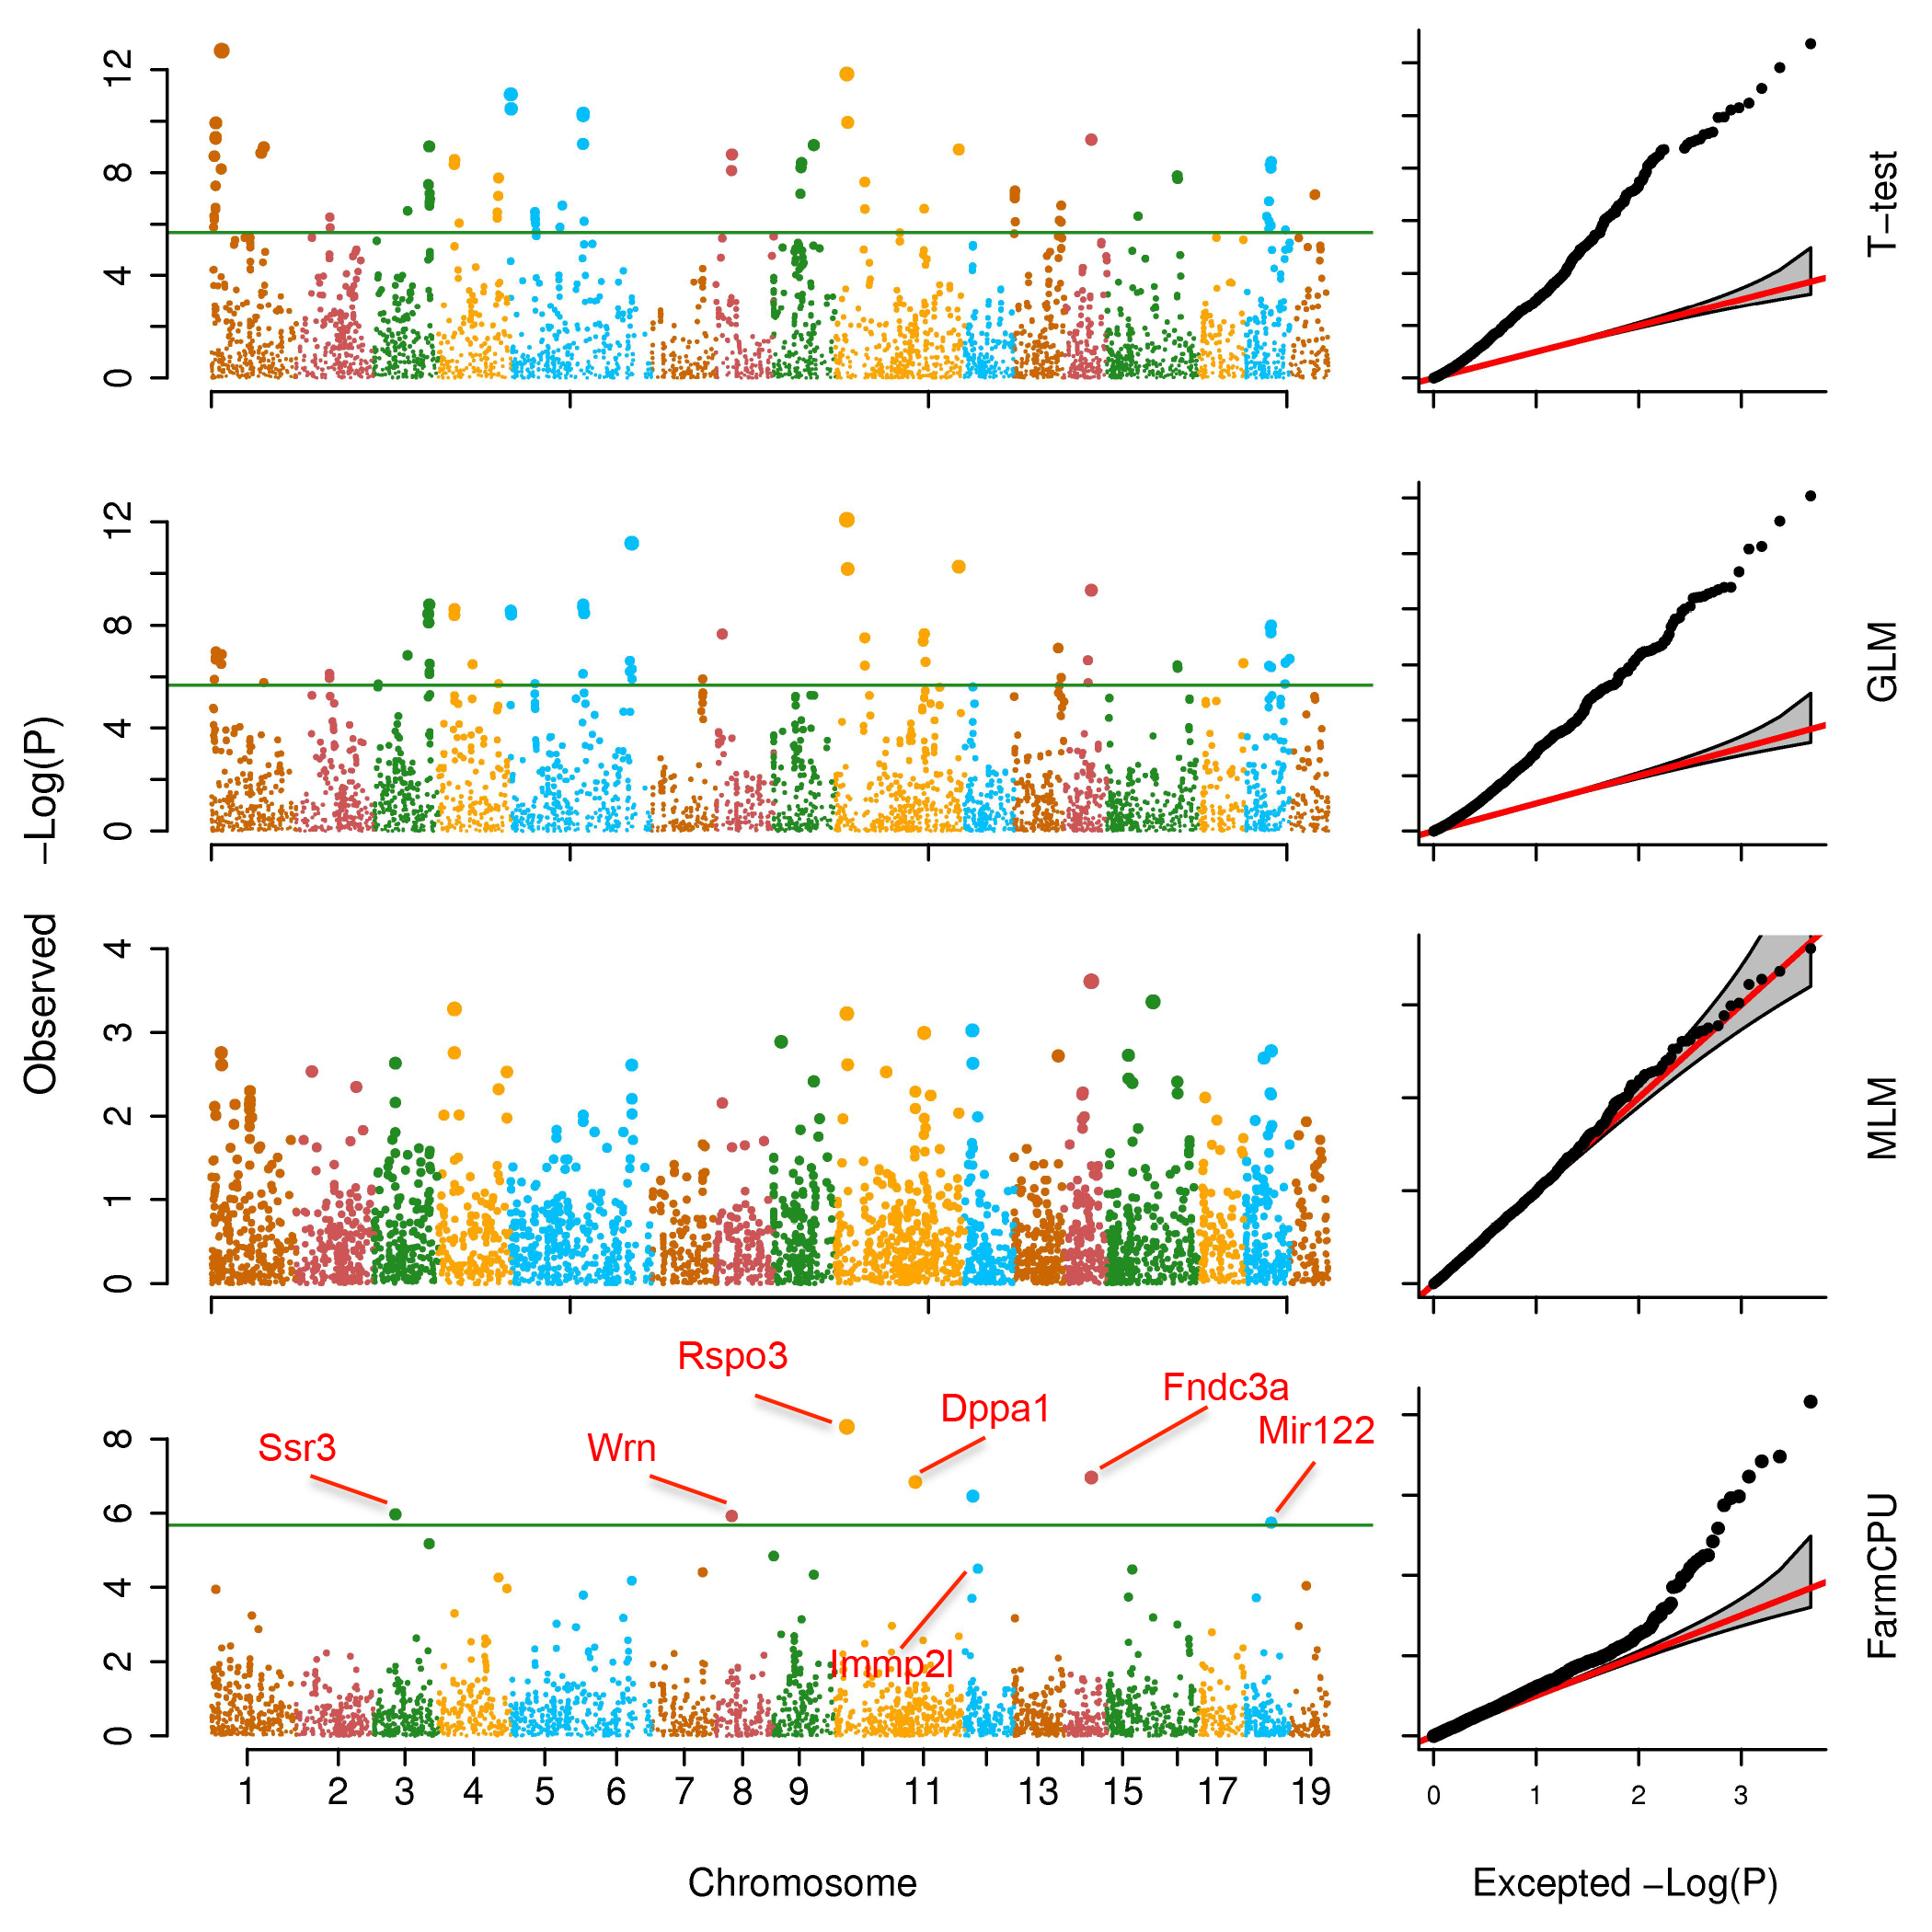 12
8
4
0
T-test
12
8
4
0
GLM
Observed -Log(P)
4
3
2
1
0
MLM
Rspo3
Fndc3a
Dppa1
Mir122
Ssr3
Wrn
Immp2l
8
6
4
2
0
FarmCPU
1 2 3 4 5 6 7 8 9 11 13 15 17 19
0 1 2 3
Chromosome
Excepted -Log(P)